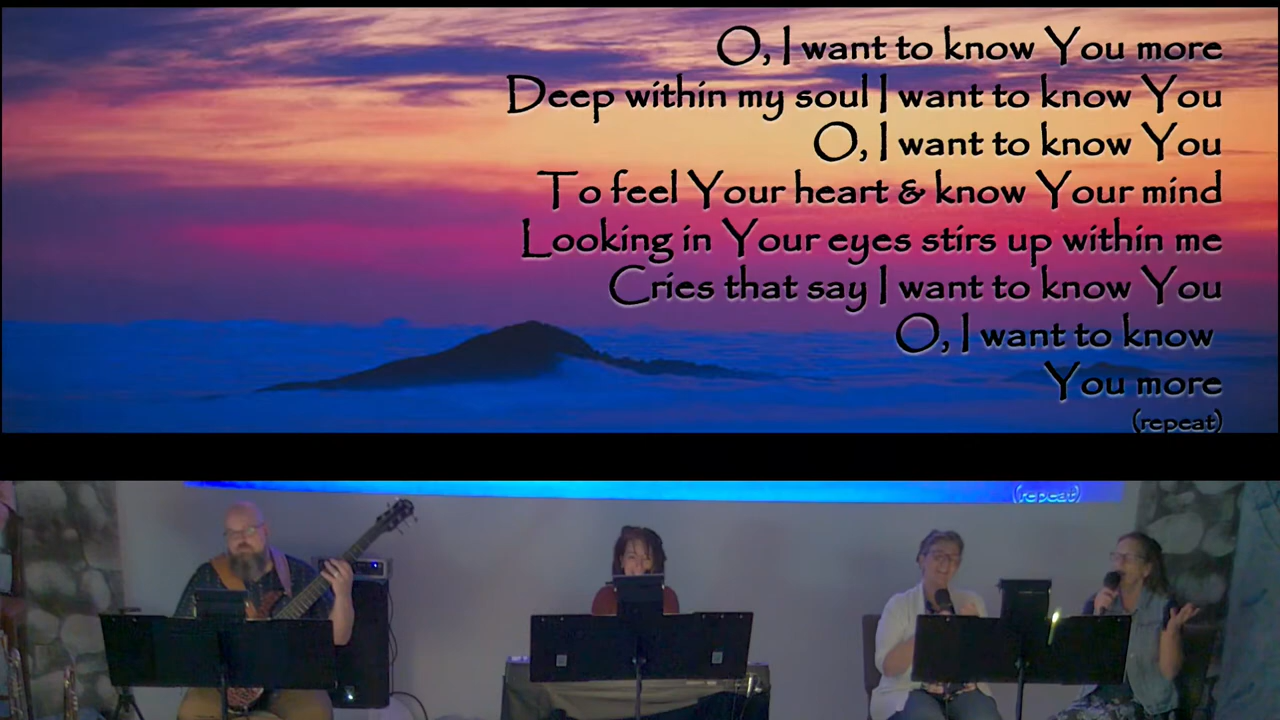 O, I want to know You more
Deep within my soul I want to know You
O, I want to know You
To feel Your heart & know Your mind
Looking in Your eyes stirs up within me
Cries that say I want to know You
O, I want to know
You more
(repeat)
(repeat)